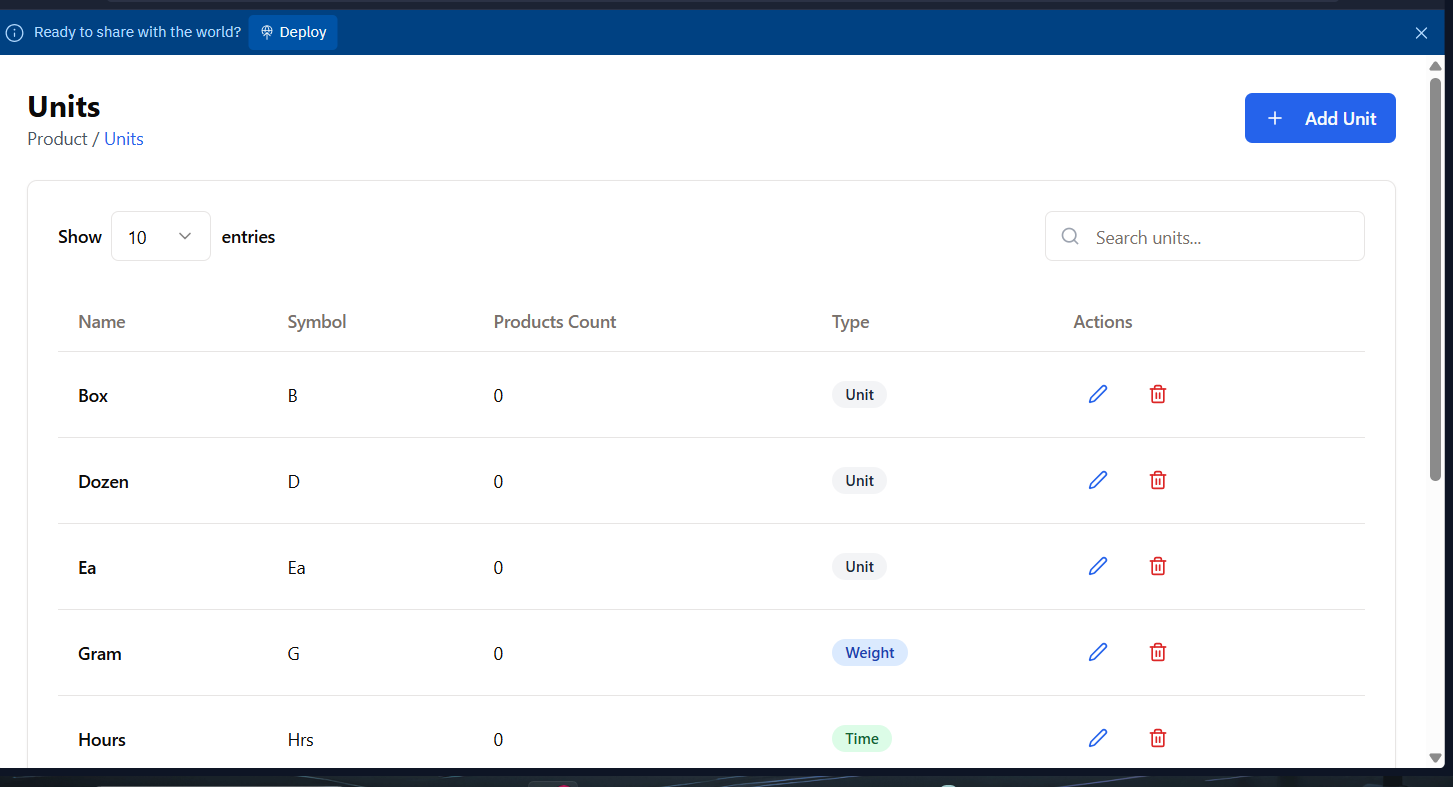 Ready to share with the world? Deploy
Units
Product / Units
+ Add Unit
Show 10 entries
Search units...
Name Symbol Products Count Type Actions
Box B 0 Unit
Dozen D 0 Unit
Ea Ea 0 Unit
Gram G 0 Weight
Hours Hrs 0 Time